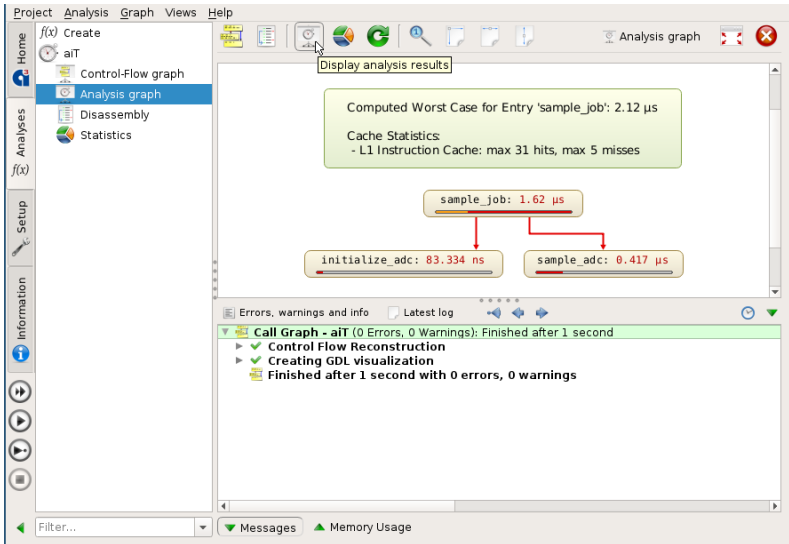 Project Analysis Graph Views Help
Home
Analyses
f(x)
Setup
Information
f(x) Create
aiT
Control-Flow graph
Analysis graph
Disassembly
Statistics
Filter...
1
Analysis graph
Display analysis results
Computed Worst Case for Entry 'sample_job': 2.12 µs
Cache Statistics:
- L1 Instruction Cache: max 31 hits, max 5 misses
sample_job: 1.62 µs
initialize_adc: 83.334 ns
sample_adc: 0.417 µs
Errors, warnings and info Latest log
Call Graph - aiT (0 Errors, 0 Warnings): Finished after 1 second
Control Flow Reconstruction
Creating GDL visualization
Finished after 1 second with 0 errors, 0 warnings
Messages Memory Usage